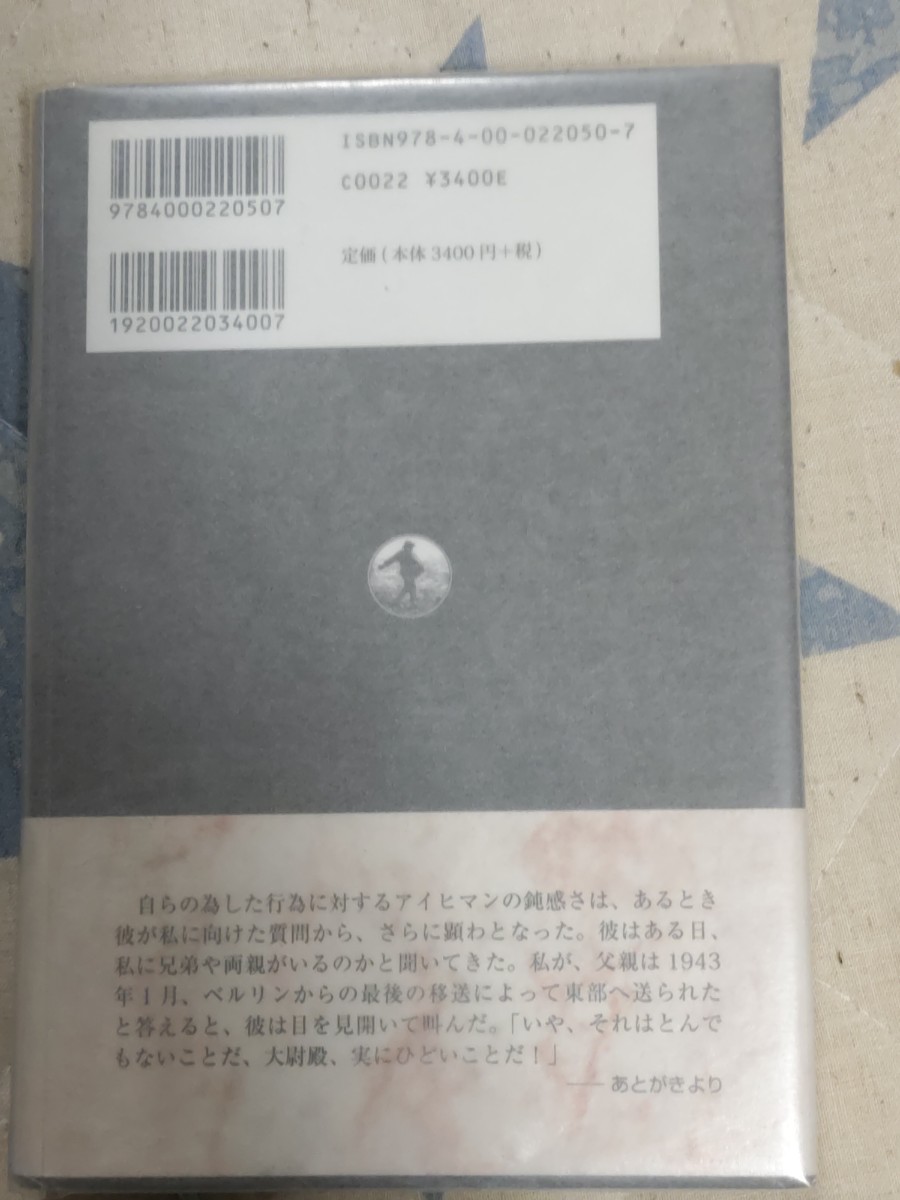 ISBN978-4-00-022050-7
C0022 ¥3400E
9784000220507
定価(本体3400円+税)
1920022034007
自らの為した行為に対するアイヒマンの鈍感さは、あるとき
彼が私に向けた質問から、さらに顕わとなった。彼はある日、
私に兄弟や両親がいるのかと聞いてきた。私が、父親は1943
年1月、ベルリンからの最後の移送によって東部へ送られた
と答えると、彼は目を見開いて叫んだ。「いや、それはとんで
もないことだ、大尉殿、実にひどいことだ！」
── あとがきより